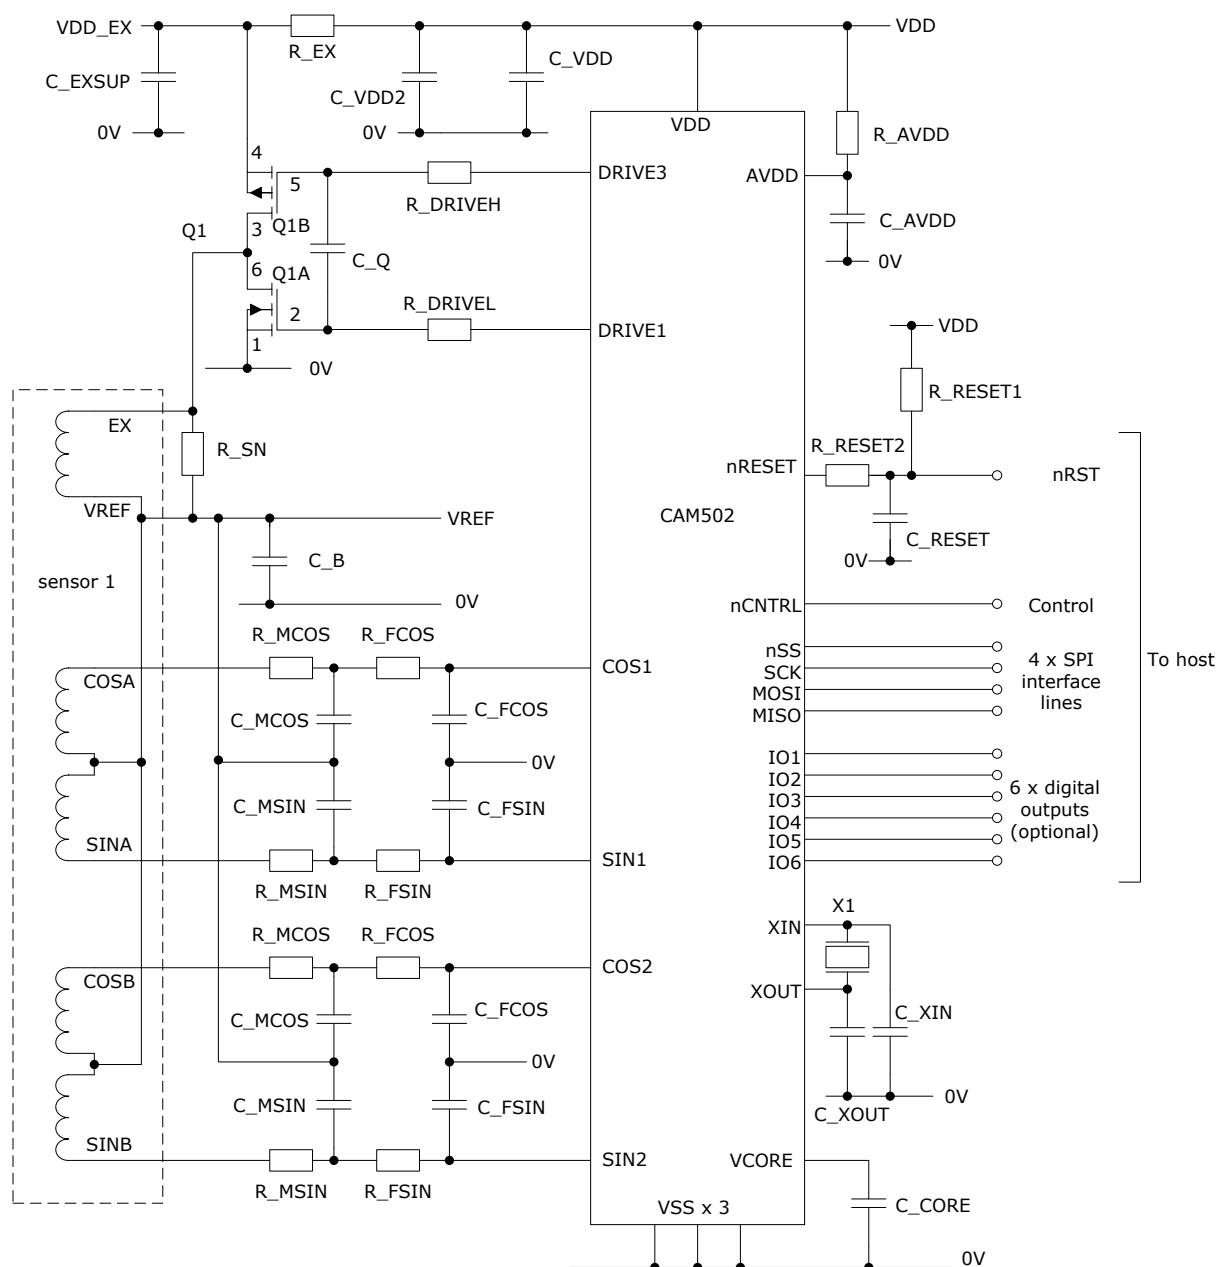 VDD_EX
R_EX
VDD
C_EXSUP
C_VDD2
C_VDD
0V
0V
VDD
R_AVDD
AVDD
C_AVDD
0V
4
5
Q1B
3
Q1
6
Q1A
2
1
0V
DRIVE3
R_DRIVEH
C_Q
R_DRIVEL
DRIVE1
VDD
R_RESET1
R_RESET2
nRESET
nRST
C_RESET
0V
EX
R_SN
VREF
VREF
CAM502
C_B
sensor 1
0V
nCNTRL
Control
nSS
SCK
MOSI
MISO
4 x SPI
interface
lines
To host
IO1
IO2
IO3
IO4
IO5
IO6
6 x digital
outputs
(optional)
R_MCOS
R_FCOS
COS1
COSA
C_MCOS
C_FCOS
0V
C_MSIN
C_FSIN
SINA
SIN1
R_MSIN
R_FSIN
R_MCOS
R_FCOS
COS2
COSB
C_MCOS
C_FCOS
0V
C_MSIN
C_FSIN
SINB
SIN2
R_MSIN
R_FSIN
X1
XIN
XOUT
C_XIN
0V
C_XOUT
VCORE
C_CORE
VSS x 3
0V